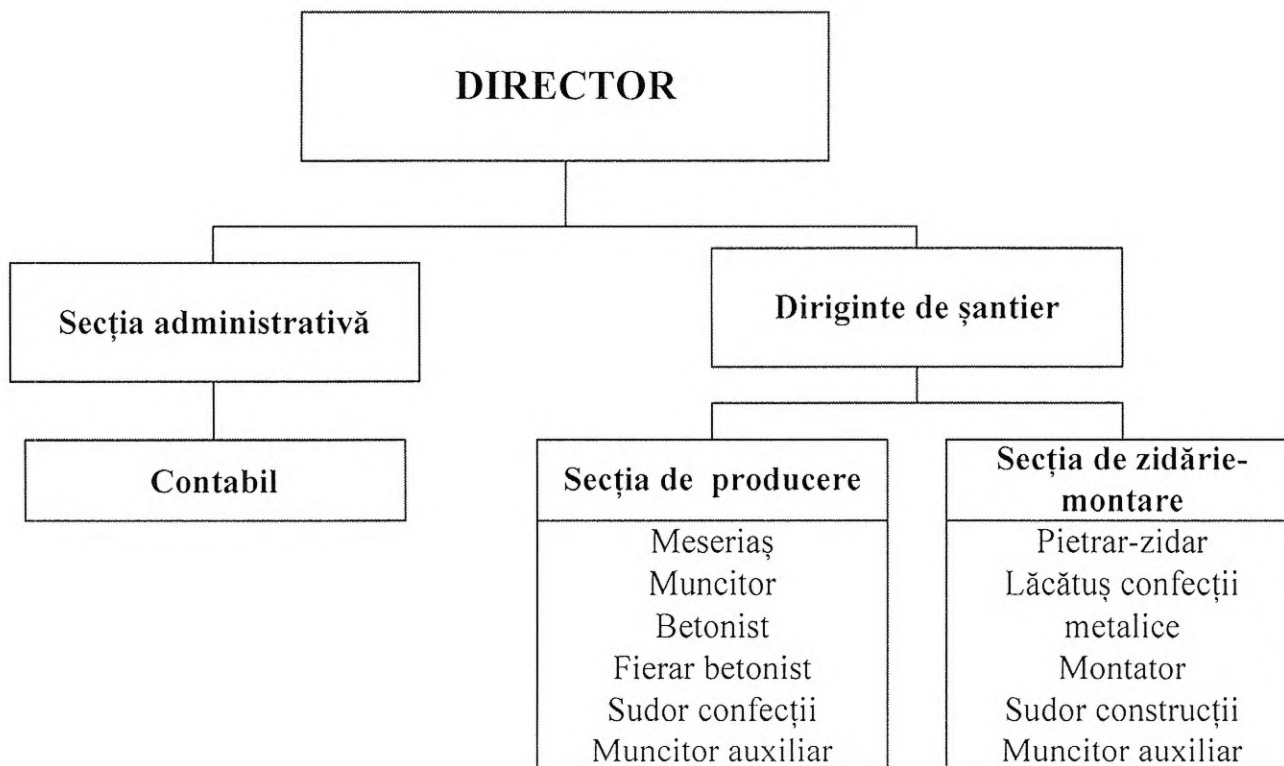 DIRECTOR
Secția administrativă
Diriginte de șantier
Contabil
Secția de producere
Meseriaș
Muncitor
Betonist
Fierar betonist
Sudor confecții
Muncitor auxiliar
Secția de zidărie-
montare
Pietrar-zidar
Lăcătuș confecții
metalice
Montator
Sudor construcții
Muncitor auxiliar